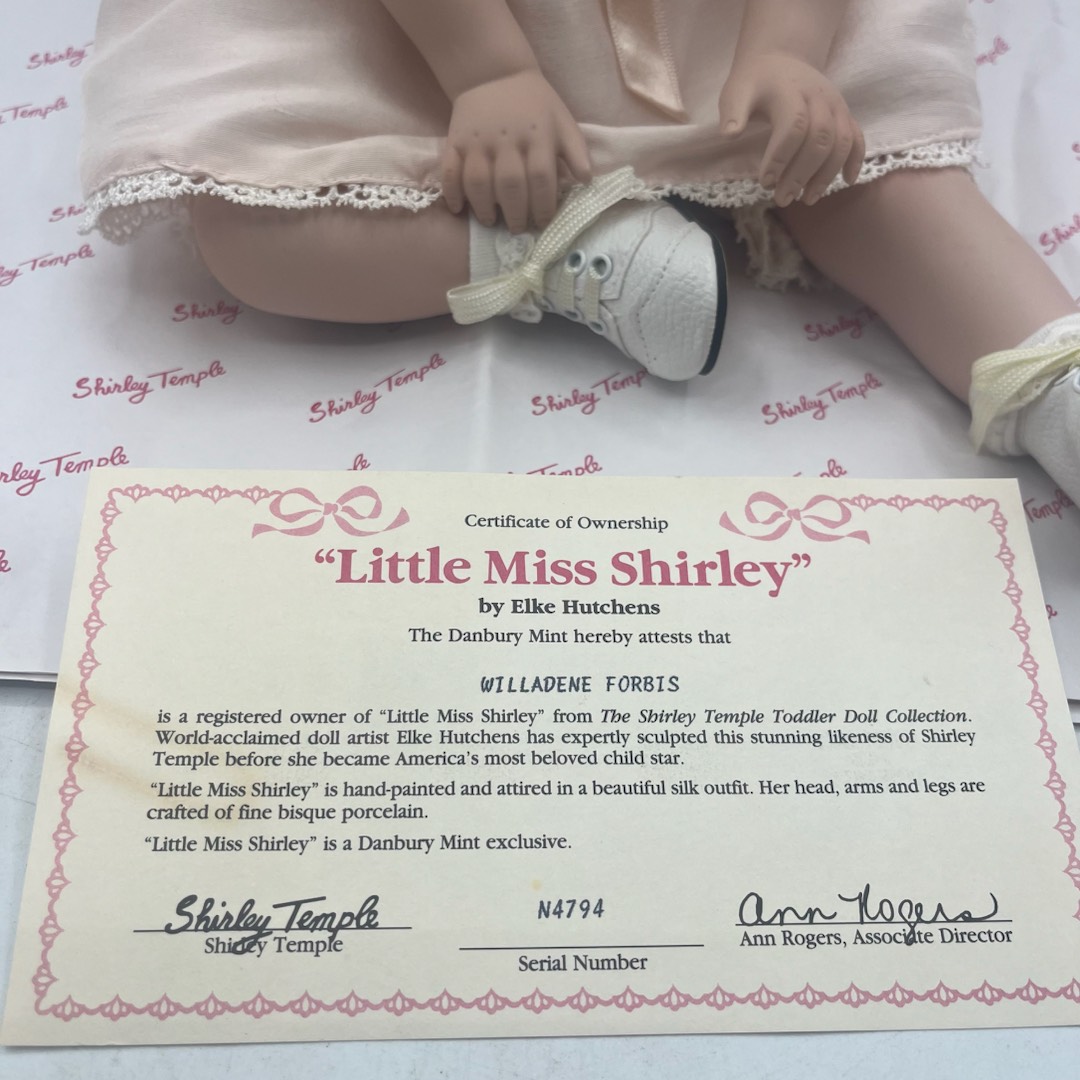 Shirley
Temple
Shirley
Temple
Shirley Temple
Shirley Temple
Shirley Temple
Shirley Temple
Temple
Temple
Certificate of Ownership
“Little Miss Shirley”
by Elke Hutchens
The Danbury Mint hereby attests that
WILLADENE FORBIS
is a registered owner of “Little Miss Shirley” from The Shirley Temple Toddler Doll Collection.
World-acclaimed doll artist Elke Hutchens has expertly sculpted this stunning likeness of Shirley
Temple before she became America’s most beloved child star.
“Little Miss Shirley” is hand-painted and attired in a beautiful silk outfit. Her head, arms and legs are
crafted of fine bisque porcelain.
“Little Miss Shirley” is a Danbury Mint exclusive.
Shirley Temple N4794 Ann Rogers
Shirley Temple Serial Number Ann Rogers, Associate Director